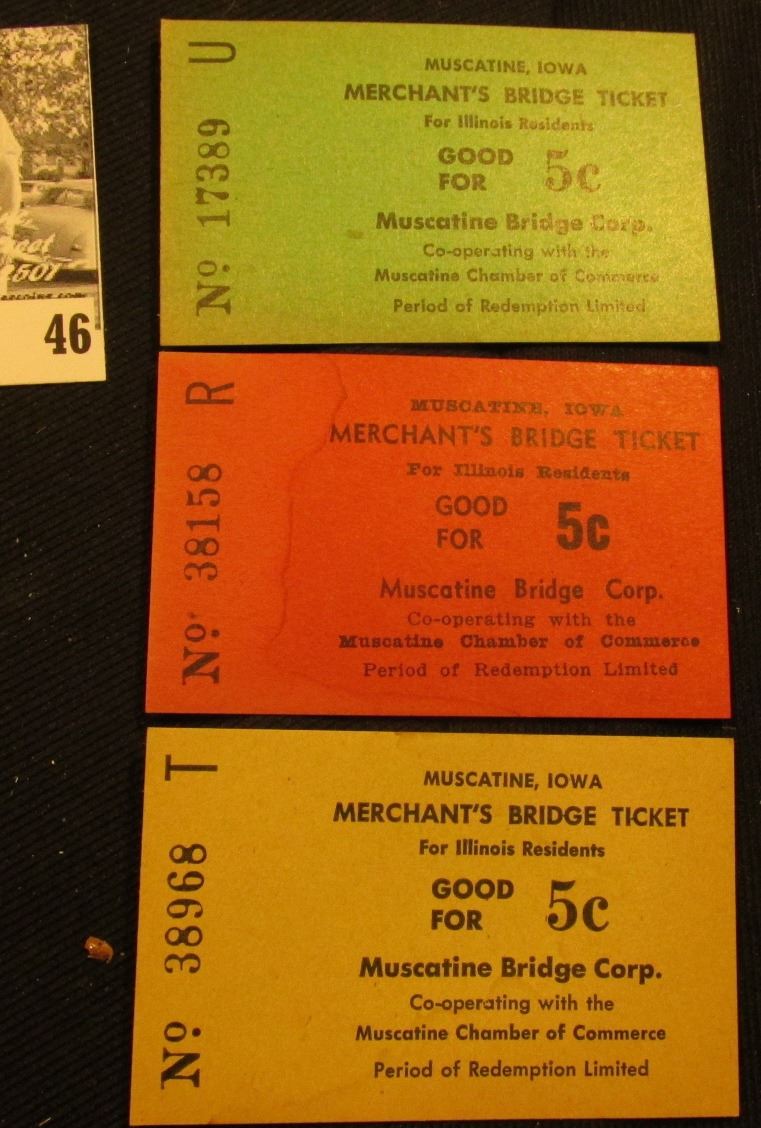 46
U
No. 17389
MUSCATINE, IOWA
MERCHANT'S BRIDGE TICKET
For Illinois Residents
GOOD
FOR 5c
Muscatine Bridge Corp.
Co-operating with the
Muscatine Chamber of Commerce
Period of Redemption Limited
R
No. 38158
MUSCATINE, IOWA
MERCHANT'S BRIDGE TICKET
For Illinois Residents
GOOD
FOR 5c
Muscatine Bridge Corp.
Co-operating with the
Muscatine Chamber of Commerce
Period of Redemption Limited
T
No. 38968
MUSCATINE, IOWA
MERCHANT'S BRIDGE TICKET
For Illinois Residents
GOOD
FOR 5c
Muscatine Bridge Corp.
Co-operating with the
Muscatine Chamber of Commerce
Period of Redemption Limited